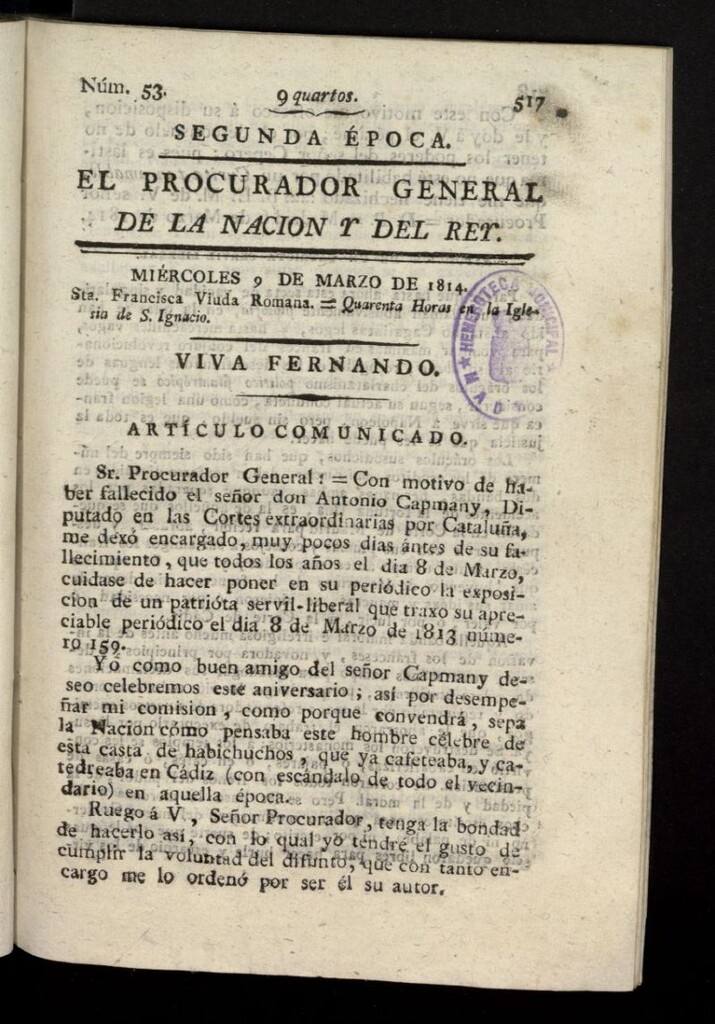 Núm. 53. 9 quartos. 517
SEGUNDA ÉPOCA.
EL PROCURADOR GENERAL
DE LA NACION Y DEL REY.
MIÉRCOLES 9 DE MARZO DE 1814.
Sta. Francisca Viuda Romana. = Quarenta Horas en la Igle-
sia de S. Ignacio.
HEMEROTECA MUNICIPAL
MAD
VIVA FERNANDO.
ARTÍCULO COMUNICADO.
Sr. Procurador General: = Con motivo de ha-
ber fallecido el señor don Antonio Capmany, Di-
putado en las Cortes extraordinarias por Cataluña,
me dexó encargado, muy pocos dias ántes de su fa-
llecimiento, que todos los años el dia 8 de Marzo,
cuidase de hacer poner en su periódico la exposi-
cion de un patrióta servil-liberal que traxo su apre-
ciable periódico el dia 8 de Marzo de 1813 núme-
ro 159.
Yo como buen amigo del señor Capmany de-
seo celebremos este aniversario; así por desempe-
ñar mi comision, como porque convendrá, sepa
la Nacion cómo pensaba este hombre célebre de
esta casta de habichuchos, que ya cafeteaba, y ca-
tedreaba en Cádiz (con escándalo de todo el vecin-
dario) en aquella época.
Ruego á V., Señor Procurador, tenga la bondad
de hacerlo así, con lo qual yo tendré el gusto de
cumplir la voluntad del difunto, que con tanto en-
cargo me lo ordenó por ser él su autor.